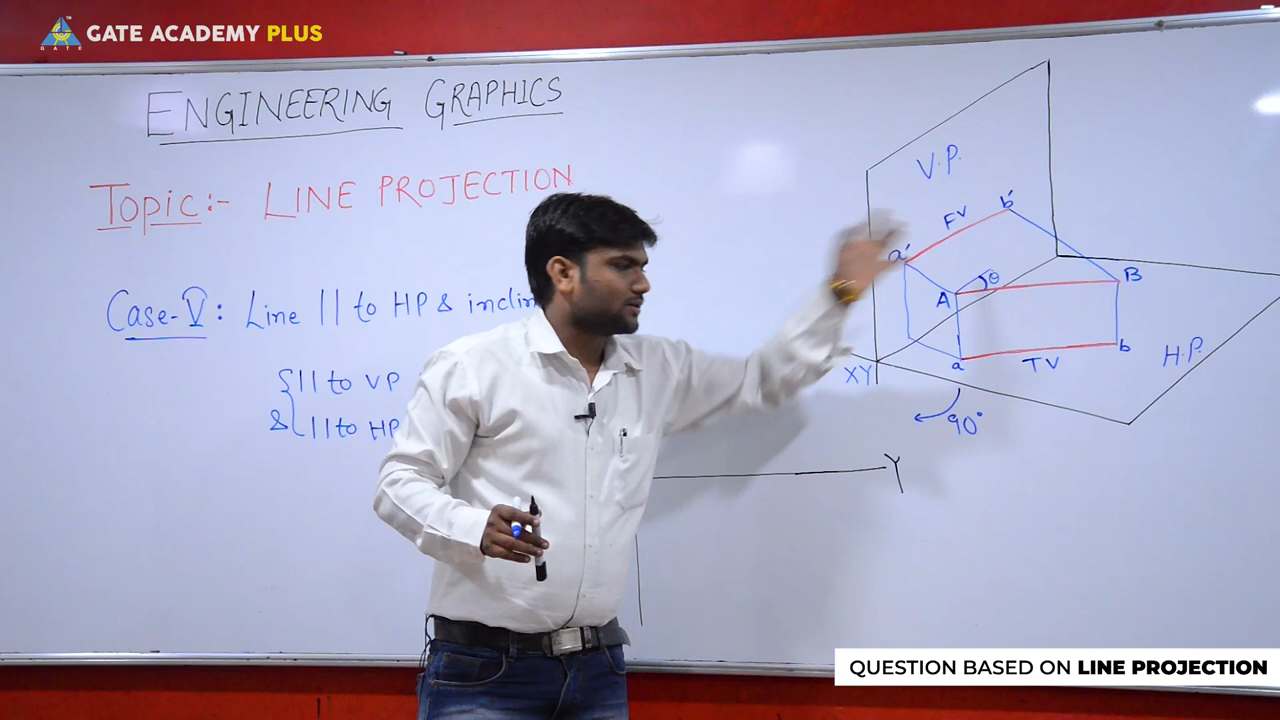 GATE ACADEMY PLUS
GATE
ENGINEERING GRAPHICS
Topic:- LINE PROJECTION
Case-V: Line || to HP &
{|| to VP
& || to HP
V.P.
FV
a'
b'
A
θ
B
a
TV
b
H.P.
XY
90°
Y
QUESTION BASED ON LINE PROJECTION